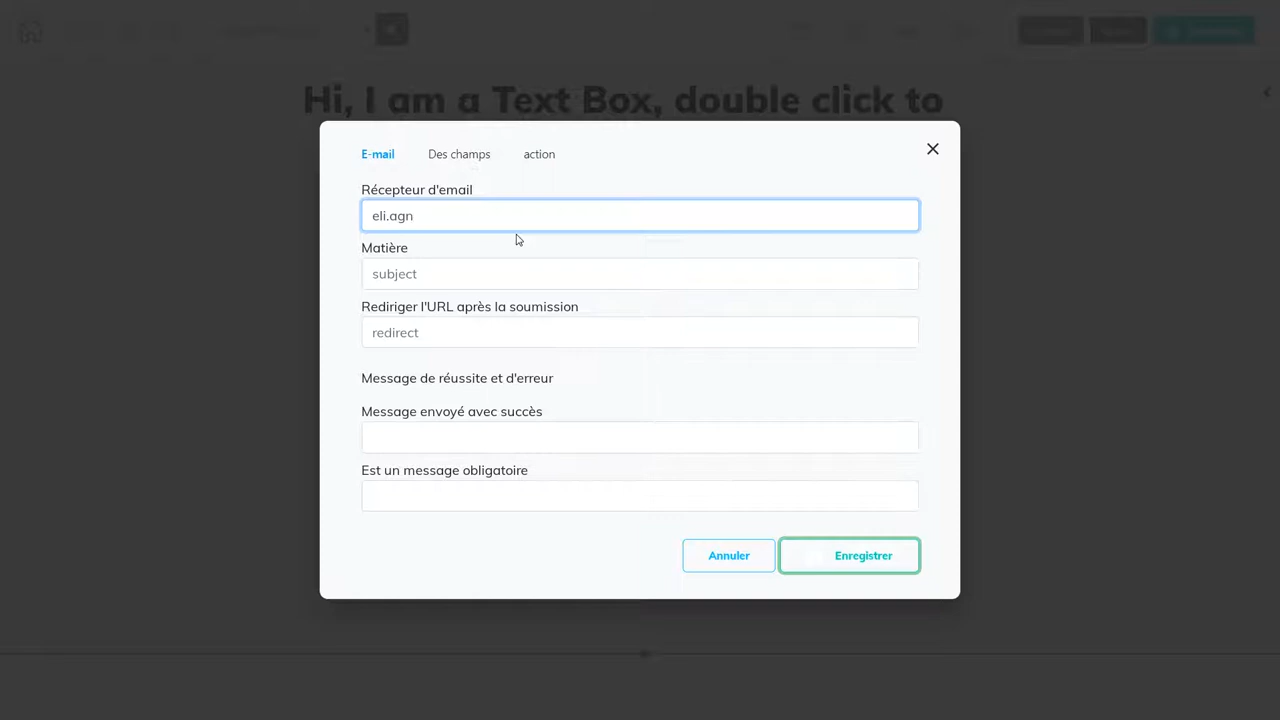 Hi, I am a Text Box, double click to
E-mail Des champs action
Récepteur d'email
eli.agn
Matière
subject
Rediriger l'URL après la soumission
redirect
Message de réussite et d'erreur
Message envoyé avec succès
Est un message obligatoire
Annuler Enregistrer